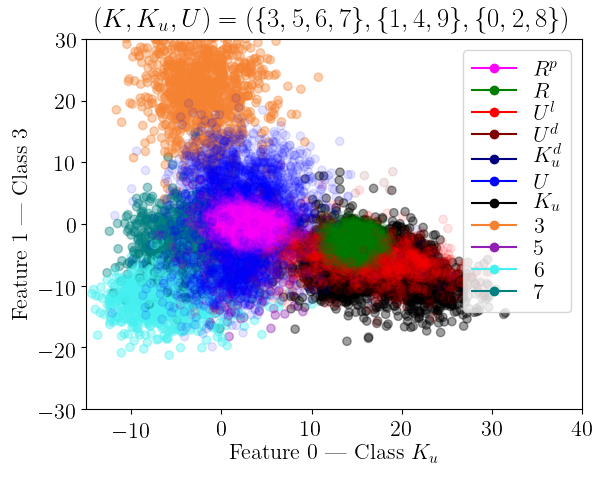 (K, K_u, U) = ({3, 5, 6, 7}, {1, 4, 9}, {0, 2, 8})
30
20
10
0
−10
−20
−30
Feature 1 — Class 3
R^p
R
U^l
U^d
K_u^d
U
K_u
3
5
6
7
−10
0
10
20
30
40
Feature 0 — Class K_u